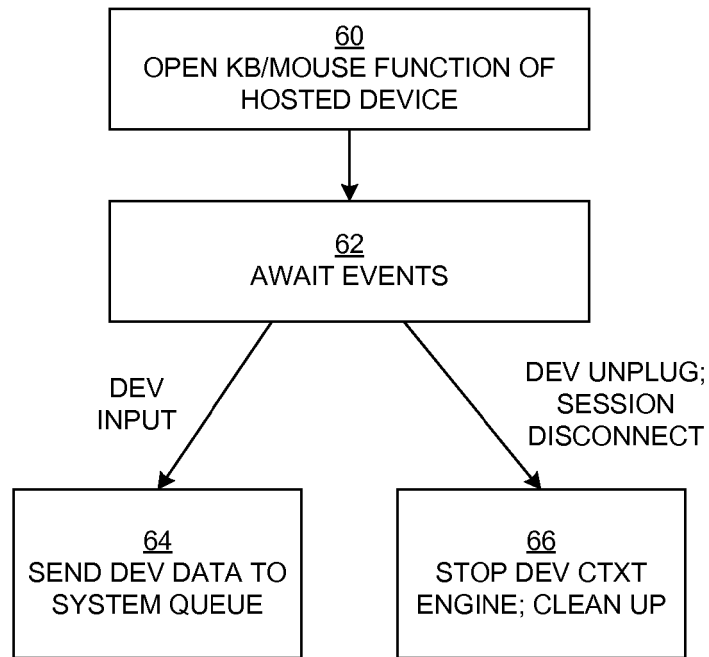 60
OPEN KB/MOUSE FUNCTION OF
HOSTED DEVICE
62
AWAIT EVENTS
DEV
INPUT
DEV UNPLUG;
SESSION
DISCONNECT
64
SEND DEV DATA TO
SYSTEM QUEUE
66
STOP DEV CTXT
ENGINE; CLEAN UP